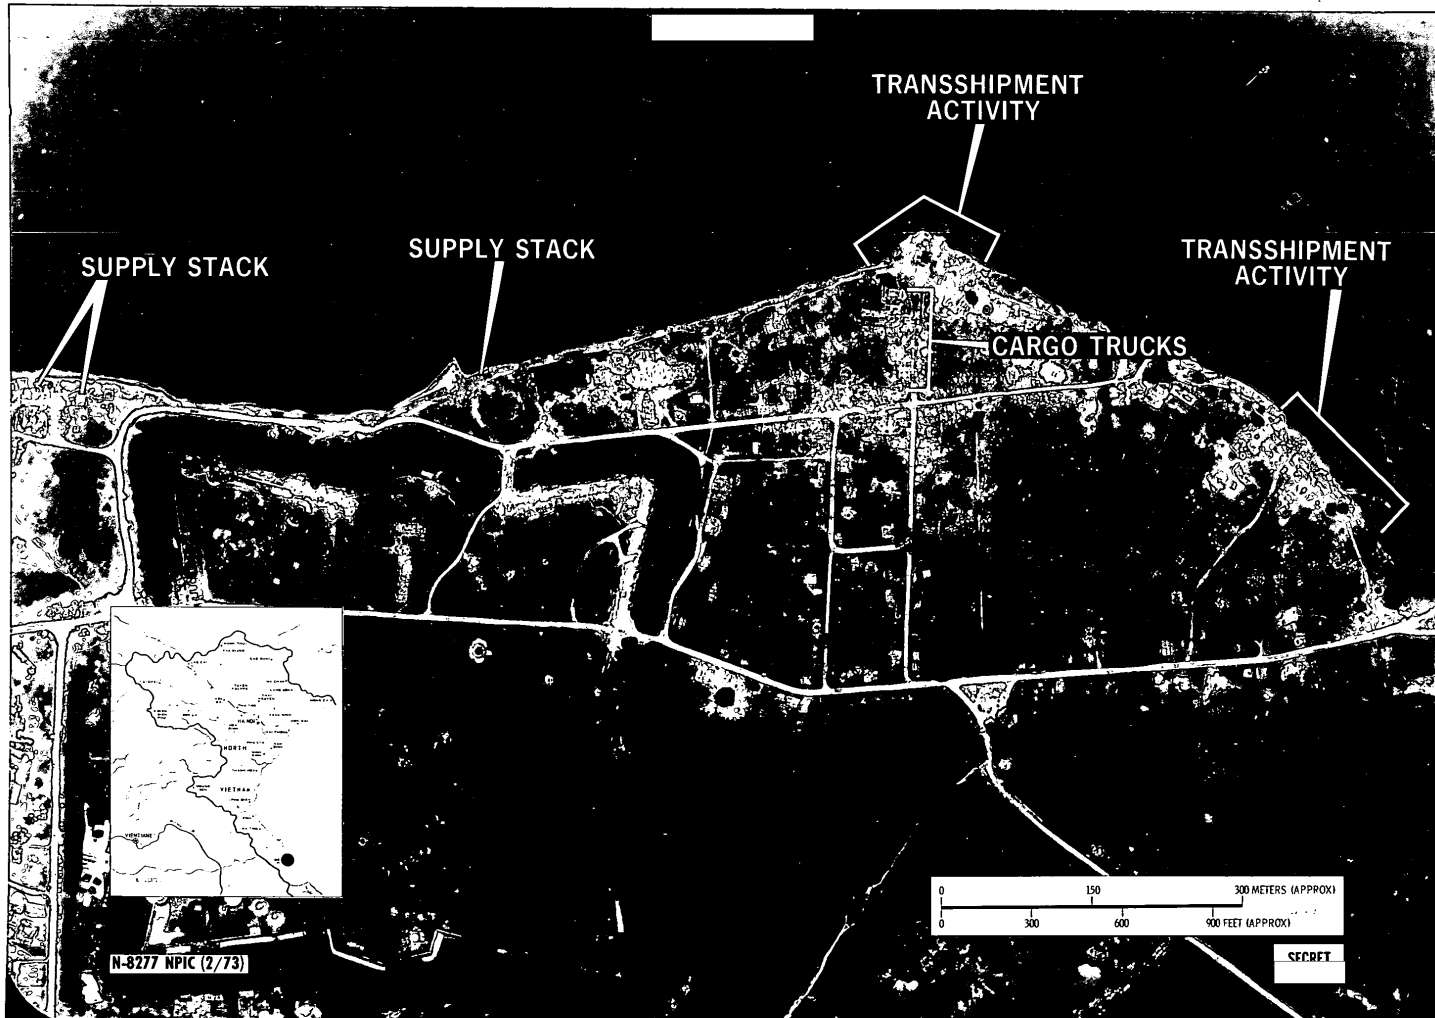 TRANSSHIPMENT
ACTIVITY
SUPPLY STACK
SUPPLY STACK
TRANSSHIPMENT
ACTIVITY
CARGO TRUCKS
HANOI
NORTH
VIETNAM
VIENTIANE
0 150 300 METERS (APPROX)
0 300 600 900 FEET (APPROX)
SECRET
N-8277 NPIC (2/73)